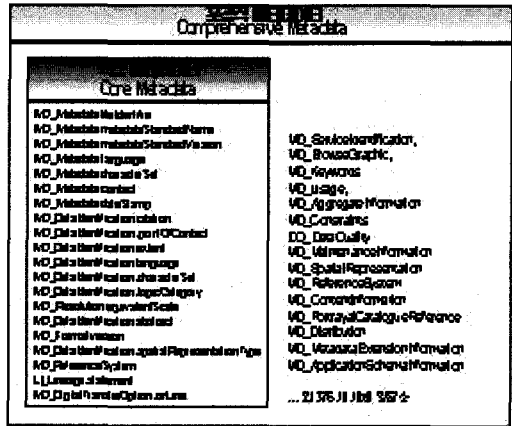 Comprehensive Metadata
Core Metadata
MD_Metadata.fileIdentifier
MD_Metadata.metadataStandardName
MD_Metadata.metadataStandardVersion
MD_Metadata.language
MD_Metadata.characterSet
MD_Metadata.contact
MD_Metadata.dateStamp
MD_DataIdentification.citation
MD_DataIdentification.pointOfContact
MD_DataIdentification.extent
MD_DataIdentification.language
MD_DataIdentification.characterSet
MD_DataIdentification.topicCategory
MD_Resolution.equivalentScale
MD_DataIdentification.abstract
MD_Format.version
MD_DataIdentification.spatialRepresentationType
MD_ReferenceSystem
LI_Lineage.statement
MD_DigitalTransferOption.onLine
MD_ServiceIdentification,
MD_BrowseGraphic,
MD_Keywords
MD_usage,
MD_AggregateInformation
MD_Constraints
DQ_DataQuality
MD_MaintenanceInformation
MD_SpatialRepresentation
MD_ReferenceSystem
MD_ContentInformation
MD_PortrayalCatalogueReference
MD_Distribution
MD_MetadataExtensionInformation
MD_ApplicationSchemaInformation